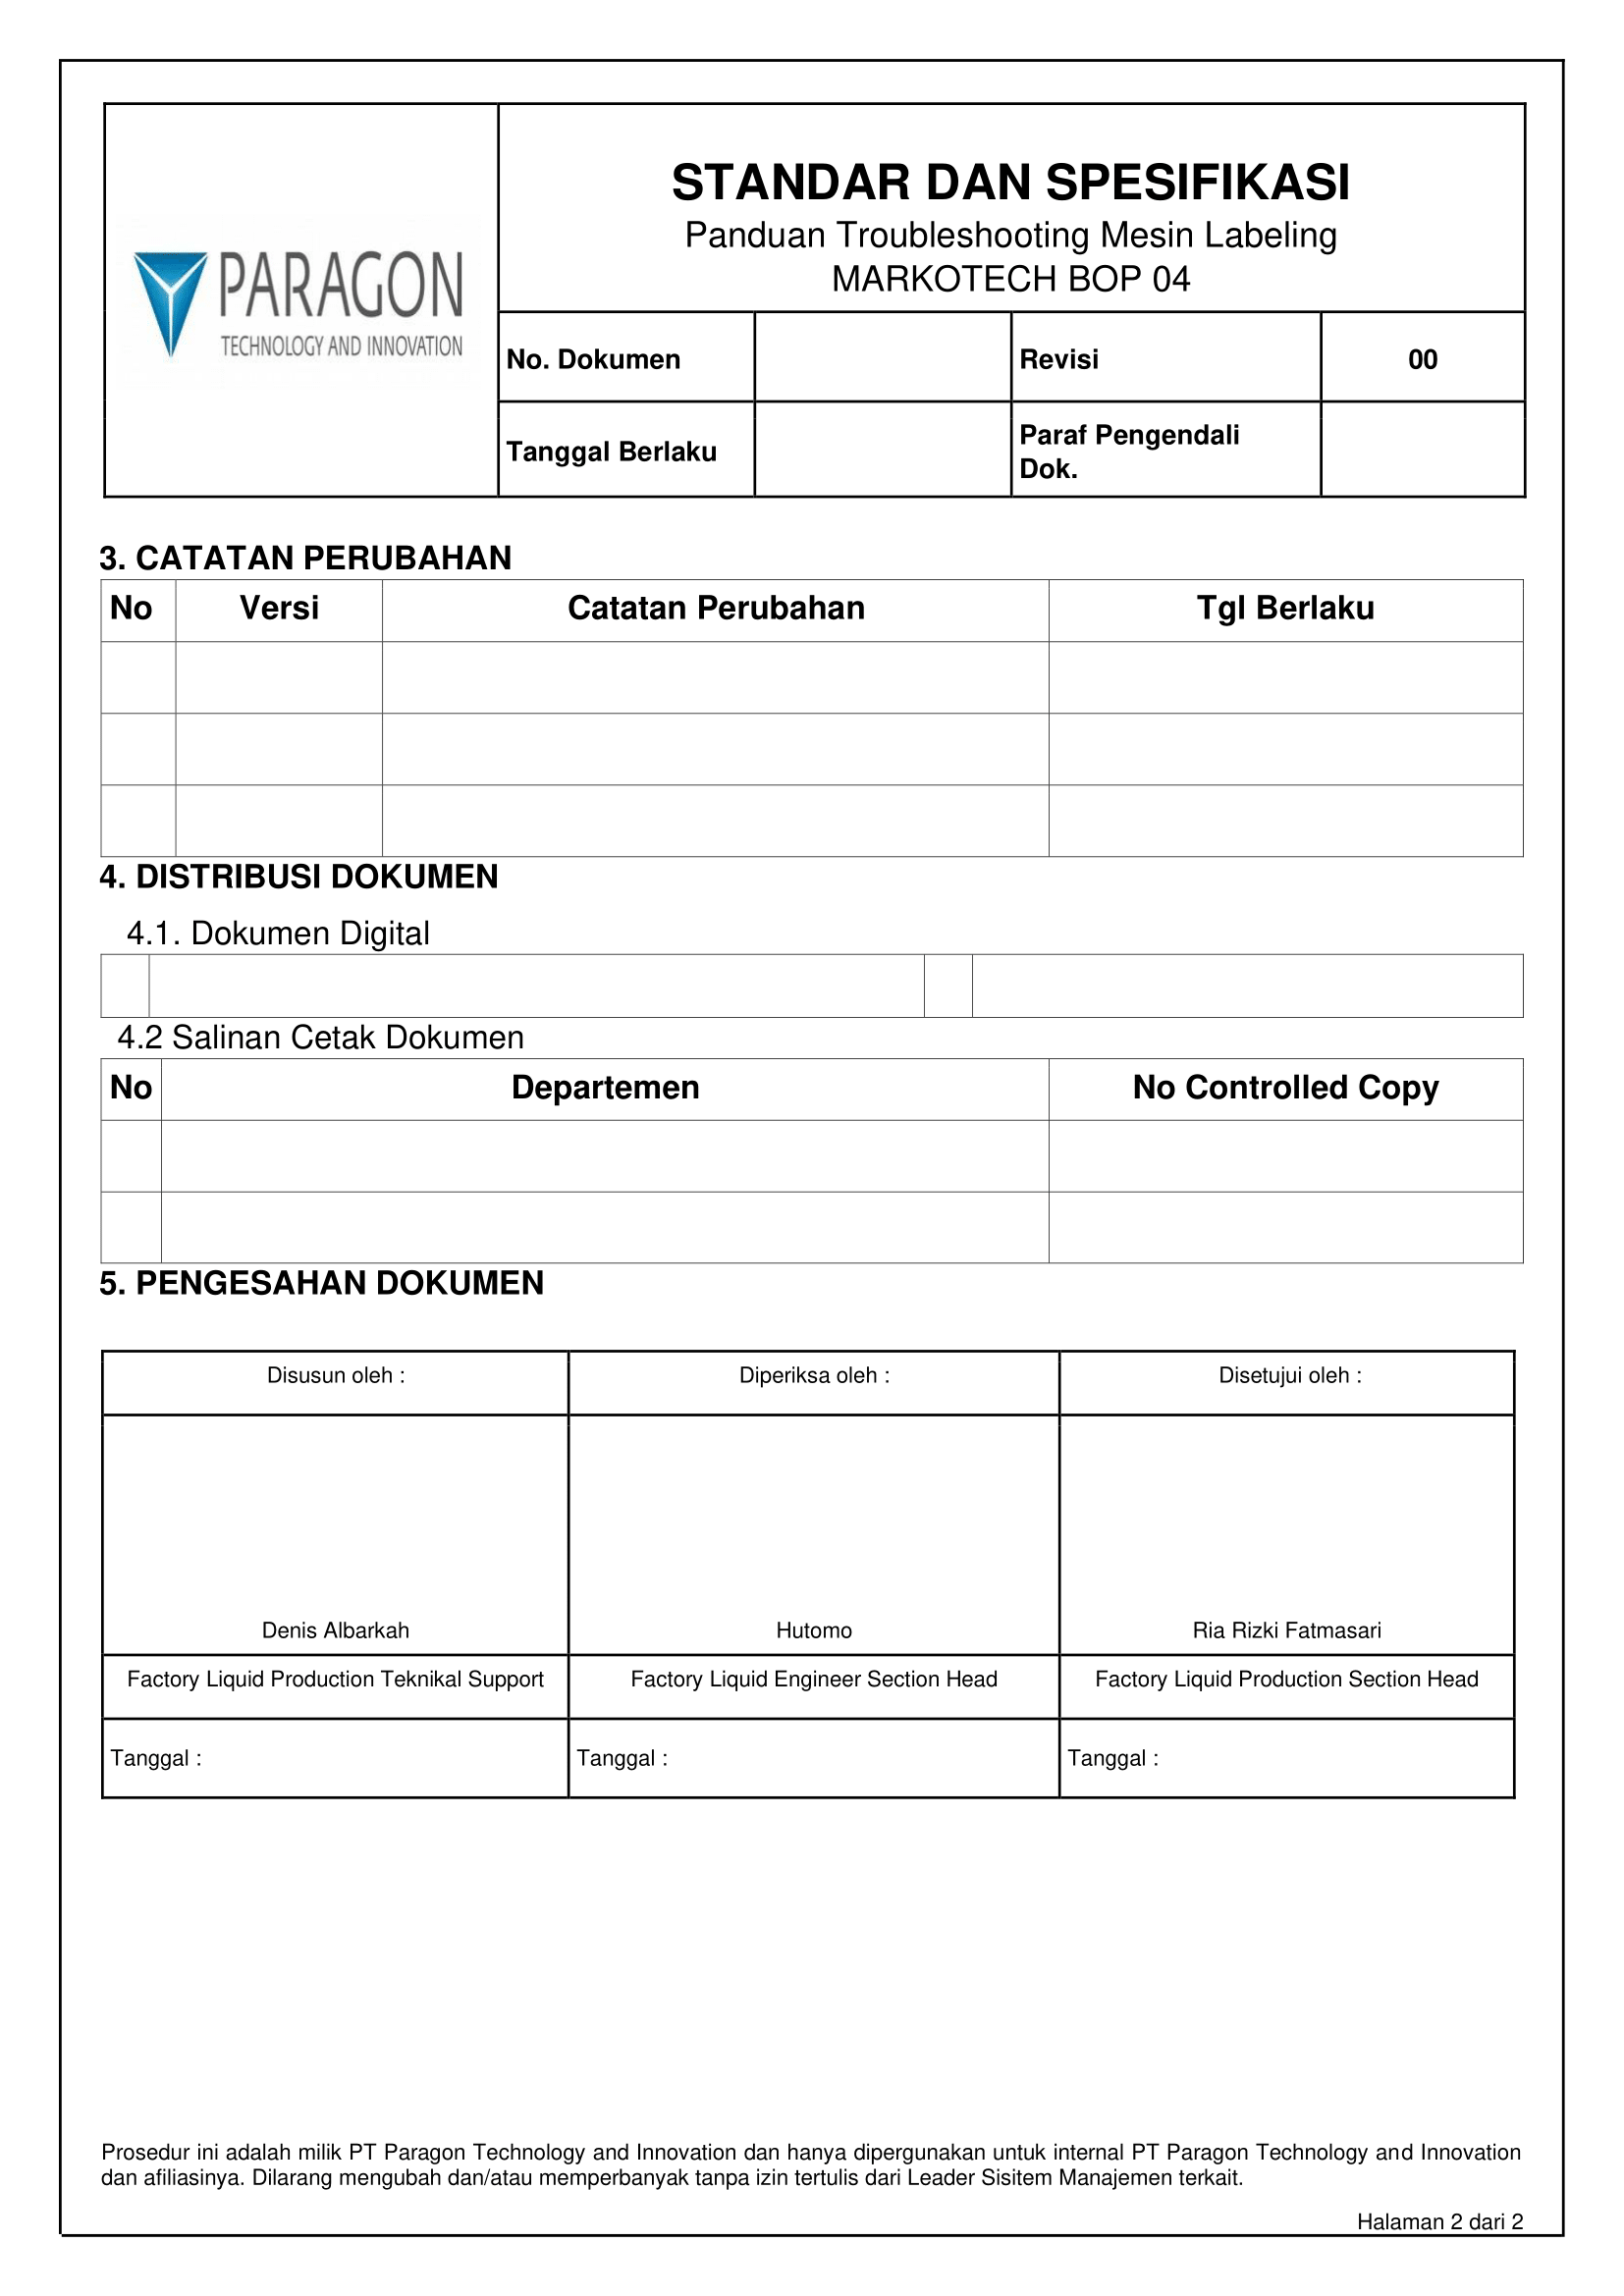 PARAGON
TECHNOLOGY AND INNOVATION
STANDAR DAN SPESIFIKASI
Panduan Troubleshooting Mesin Labeling
MARKOTECH BOP 04
No. Dokumen
Revisi
00
Tanggal Berlaku
Paraf Pengendali
Dok.
3. CATATAN PERUBAHAN
No Versi Catatan Perubahan Tgl Berlaku
4. DISTRIBUSI DOKUMEN
4.1. Dokumen Digital
4.2 Salinan Cetak Dokumen
No Departemen No Controlled Copy
5. PENGESAHAN DOKUMEN
Disusun oleh : Diperiksa oleh : Disetujui oleh :
Denis Albarkah Hutomo Ria Rizki Fatmasari
Factory Liquid Production Teknikal Support Factory Liquid Engineer Section Head Factory Liquid Production Section Head
Tanggal : Tanggal : Tanggal :
Prosedur ini adalah milik PT Paragon Technology and Innovation dan hanya dipergunakan untuk internal PT Paragon Technology and Innovation
dan afiliasinya. Dilarang mengubah dan/atau memperbanyak tanpa izin tertulis dari Leader Sisitem Manajemen terkait.
Halaman 2 dari 2